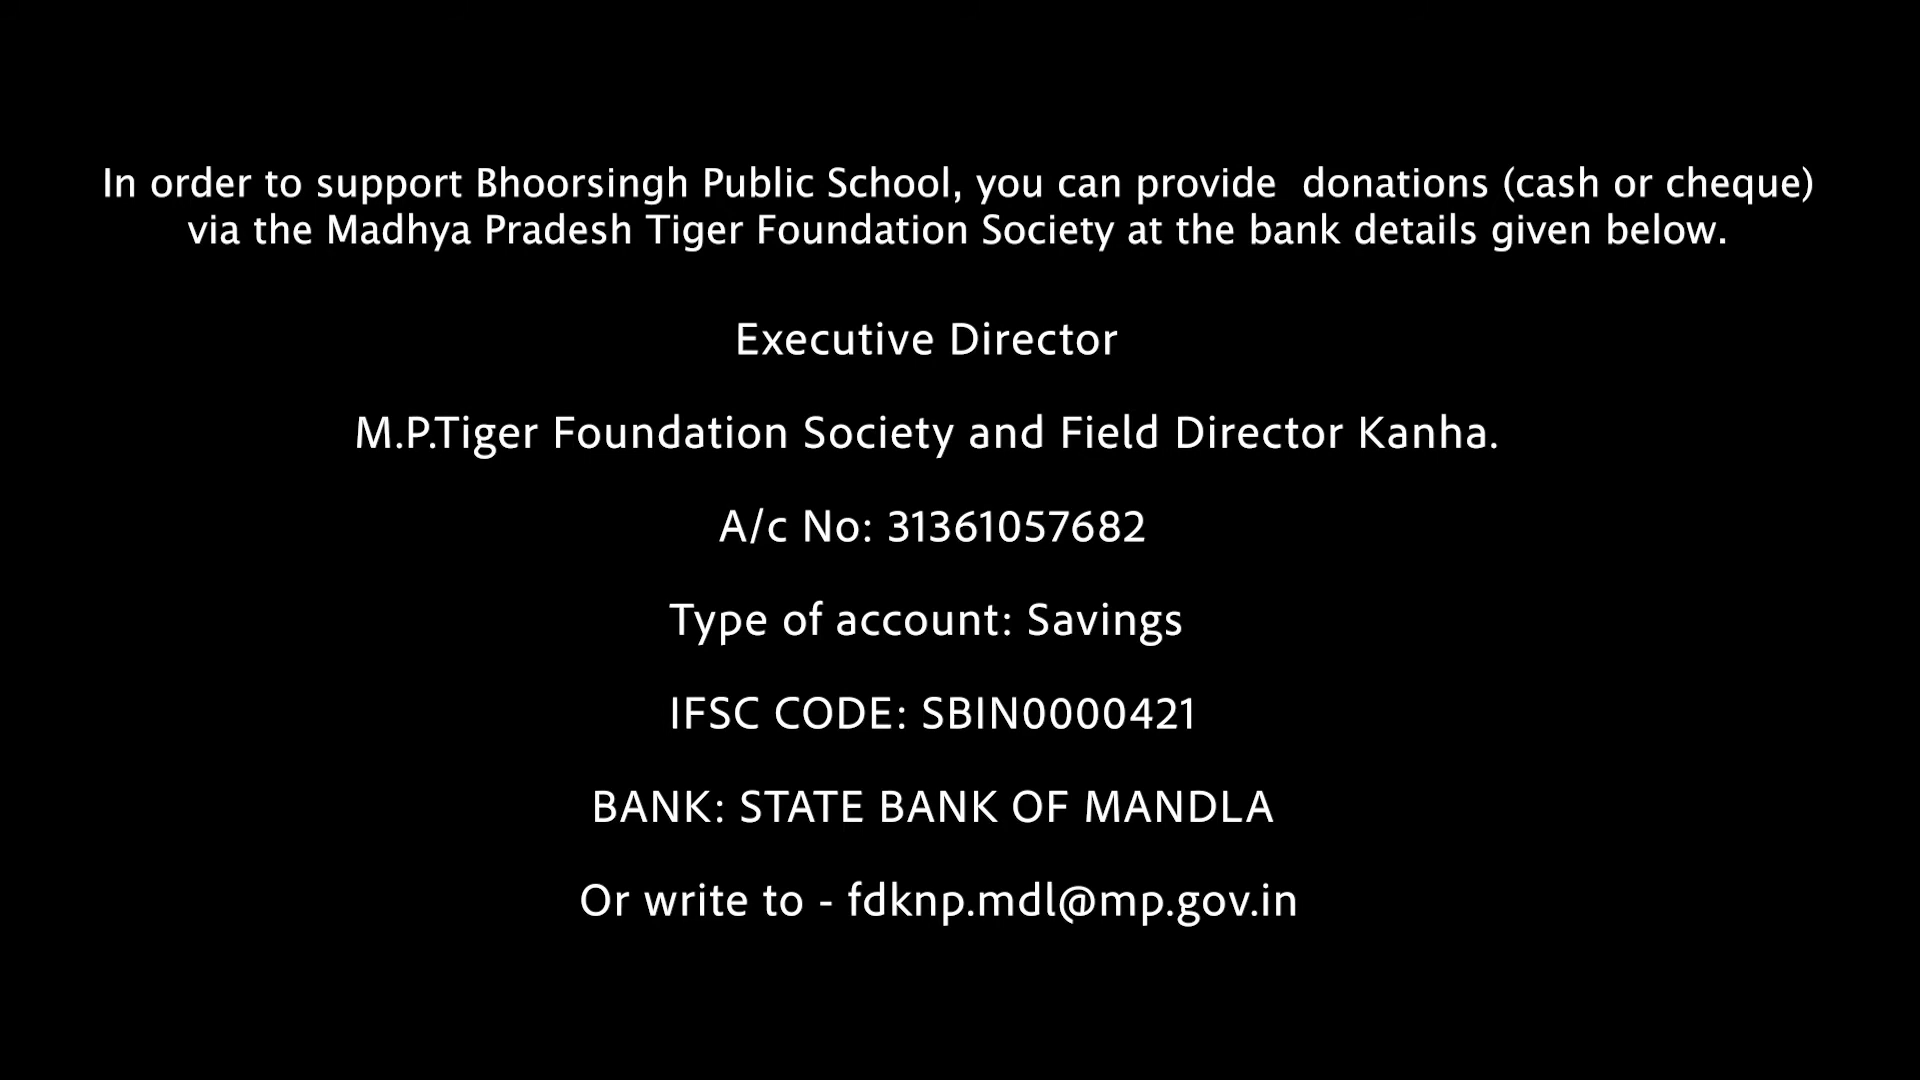 In order to support Bhoorsingh Public School, you can provide  donations (cash or cheque)
via the Madhya Pradesh Tiger Foundation Society at the bank details given below.
Executive Director
M.P.Tiger Foundation Society and Field Director Kanha.
A/c No: 31361057682
Type of account: Savings
IFSC CODE: SBIN0000421
BANK: STATE BANK OF MANDLA
Or write to - fdknp.mdl@mp.gov.in